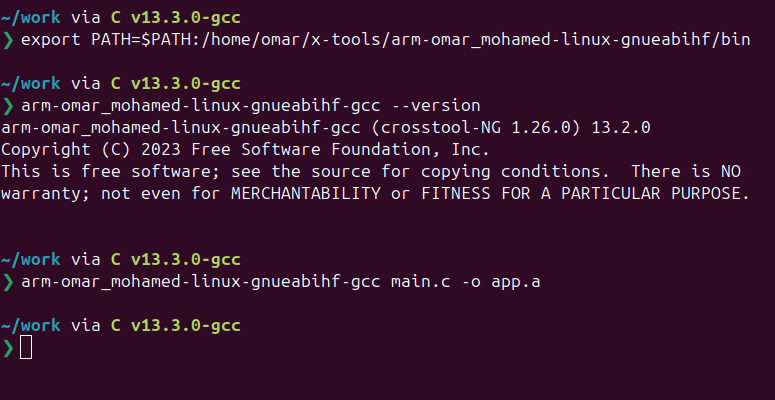 ~/work via C v13.3.0-gcc
❯ export PATH=$PATH:/home/omar/x-tools/arm-omar_mohamed-linux-gnueabihf/bin
~/work via C v13.3.0-gcc
❯ arm-omar_mohamed-linux-gnueabihf-gcc --version
arm-omar_mohamed-linux-gnueabihf-gcc (crosstool-NG 1.26.0) 13.2.0
Copyright (C) 2023 Free Software Foundation, Inc.
This is free software; see the source for copying conditions.  There is NO
warranty; not even for MERCHANTABILITY or FITNESS FOR A PARTICULAR PURPOSE.
~/work via C v13.3.0-gcc
❯ arm-omar_mohamed-linux-gnueabihf-gcc main.c -o app.a
~/work via C v13.3.0-gcc
❯